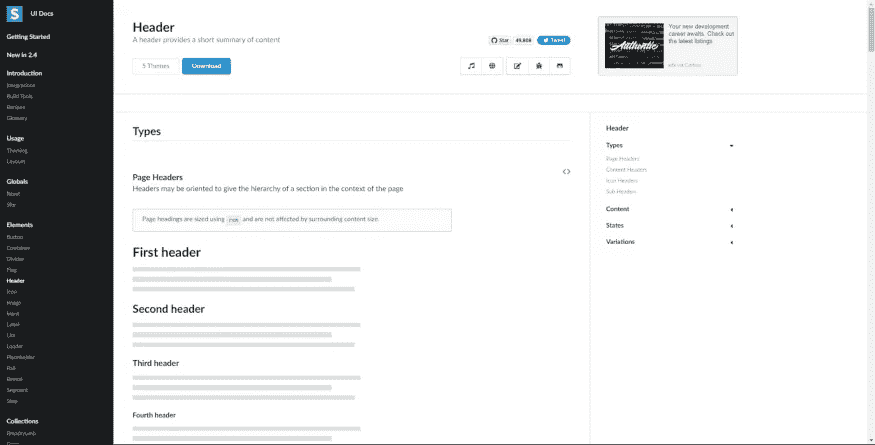 S UI Docs
Getting Started
New in 2.4
Introduction
Integrations
Build Tools
Recipes
Glossary
Usage
Theming
Layouts
Globals
Reset
Site
Elements
Button
Container
Divider
Flag
Header
Icon
Image
Input
Label
List
Loader
Placeholder
Rail
Reveal
Segment
Step
Collections
Breadcrumb
Header
A header provides a short summary of content
5 Themes
Download
Star 49,808
Tweet
Authentic
Your new development
career awaits. Check out
the latest listings.
ads via Carbon
Types
Page Headers
Headers may be oriented to give the hierarchy of a section in the context of the page
Page headings are sized using rem and are not affected by surrounding content size.
First header
Second header
Third header
Fourth header
Header
Types
Page Headers
Content Headers
Icon Headers
Sub Headers
Content
States
Variations